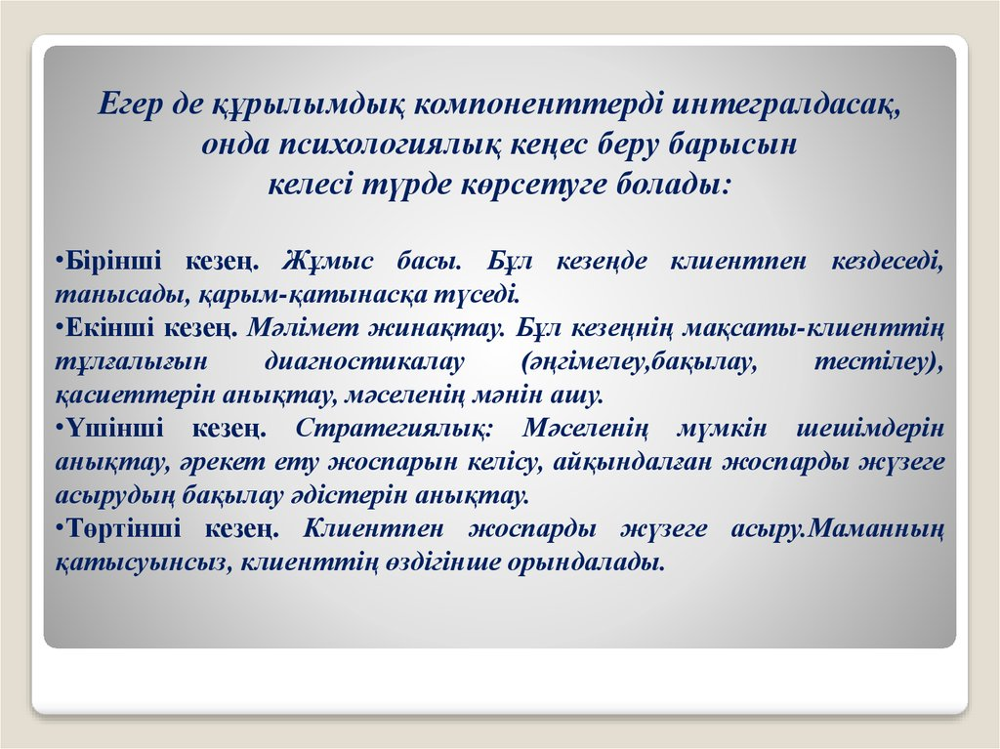 Егер де құрылымдық компоненттерді интегралдасақ,
онда психологиялық кеңес беру барысын
келесі түрде көрсетуге болады:
•Бірінші кезең. Жұмыс басы. Бұл кезеңде клиентпен кездеседі,
танысады, қарым-қатынасқа түседі.
•Екінші кезең. Мәлімет жинақтау. Бұл кезеңнің мақсаты-клиенттің
тұлғалығын диагностикалау (әңгімелеу,бақылау, тестілеу),
қасиеттерін анықтау, мәселенің мәнін ашу.
•Үшінші кезең. Стратегиялық: Мәселенің мүмкін шешімдерін
анықтау, әрекет ету жоспарын келісу, айқындалған жоспарды жүзеге
асырудың бақылау әдістерін анықтау.
•Төртінші кезең. Клиентпен жоспарды жүзеге асыру.Маманның
қатысуынсыз, клиенттің өздігінше орындалады.